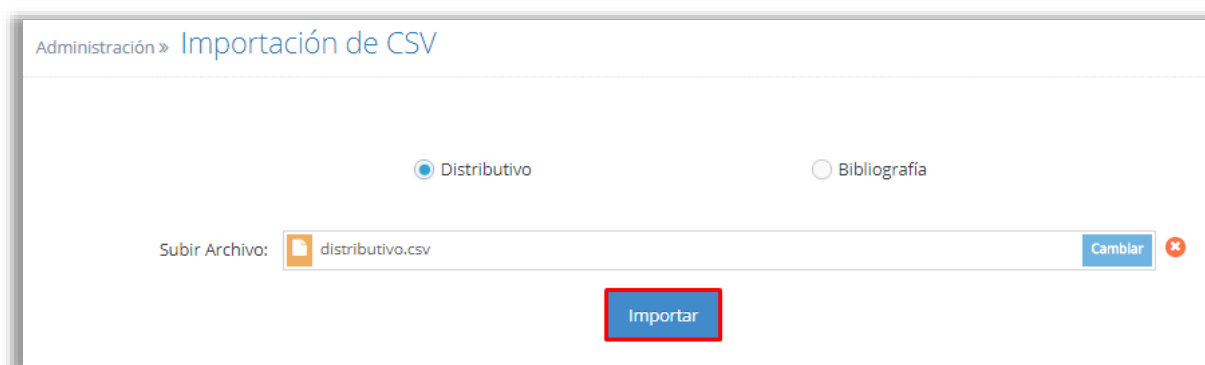 Administración » Importación de CSV
Distributivo Bibliografía
Subir Archivo: distributivo.csv Cambiar
Importar